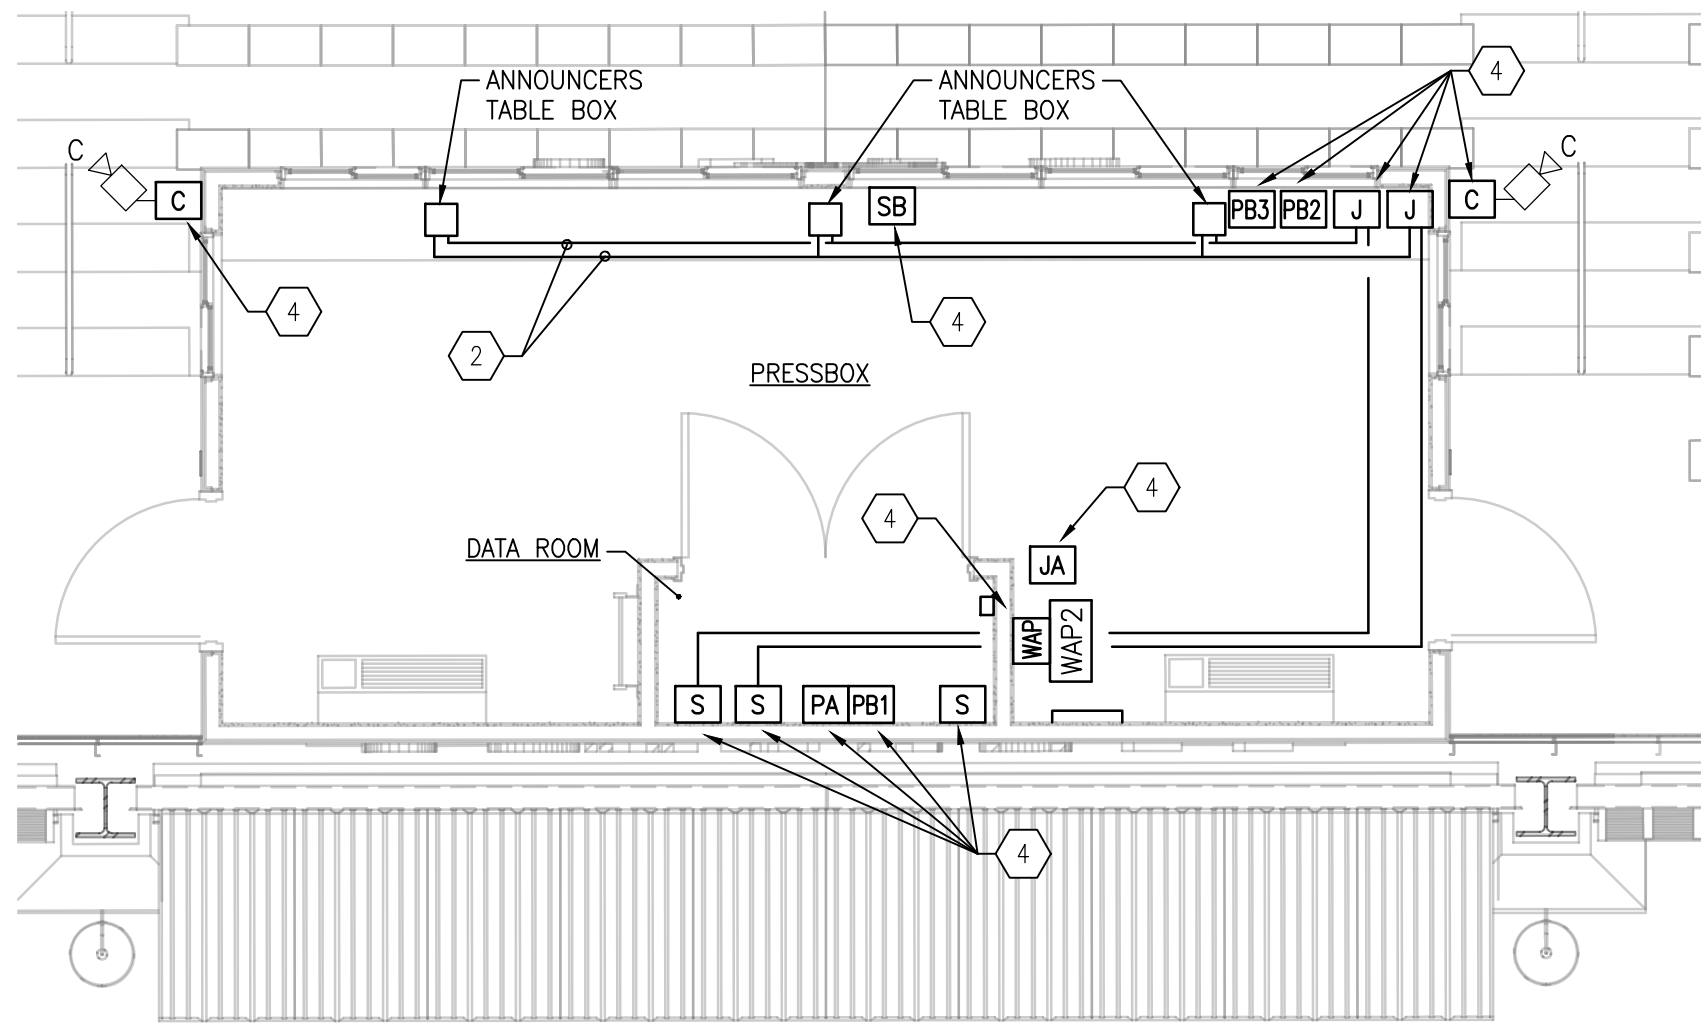 ANNOUNCERS
TABLE BOX
ANNOUNCERS
TABLE BOX
4
C
C
C
C
SB
PB3
PB2
J
J
4
4
2
PRESSBOX
4
4
DATA ROOM
JA
WAP
WAP2
S
S
PA
PB1
S
4